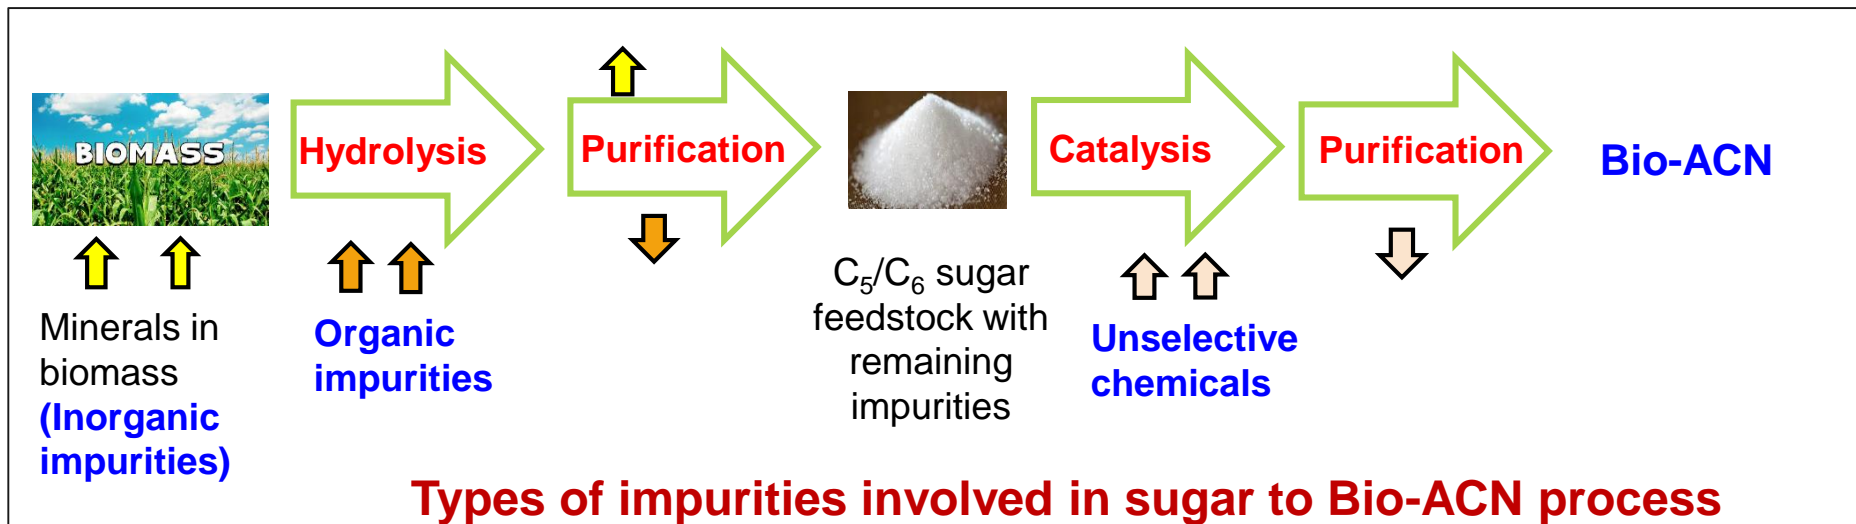 BIOMASS
Hydrolysis
Purification
Catalysis
Purification
Bio-ACN
Minerals in
biomass
(Inorganic
impurities)
Organic
impurities
C₅/C₆ sugar
feedstock with
remaining
impurities
Unselective
chemicals
Types of impurities involved in sugar to Bio-ACN process